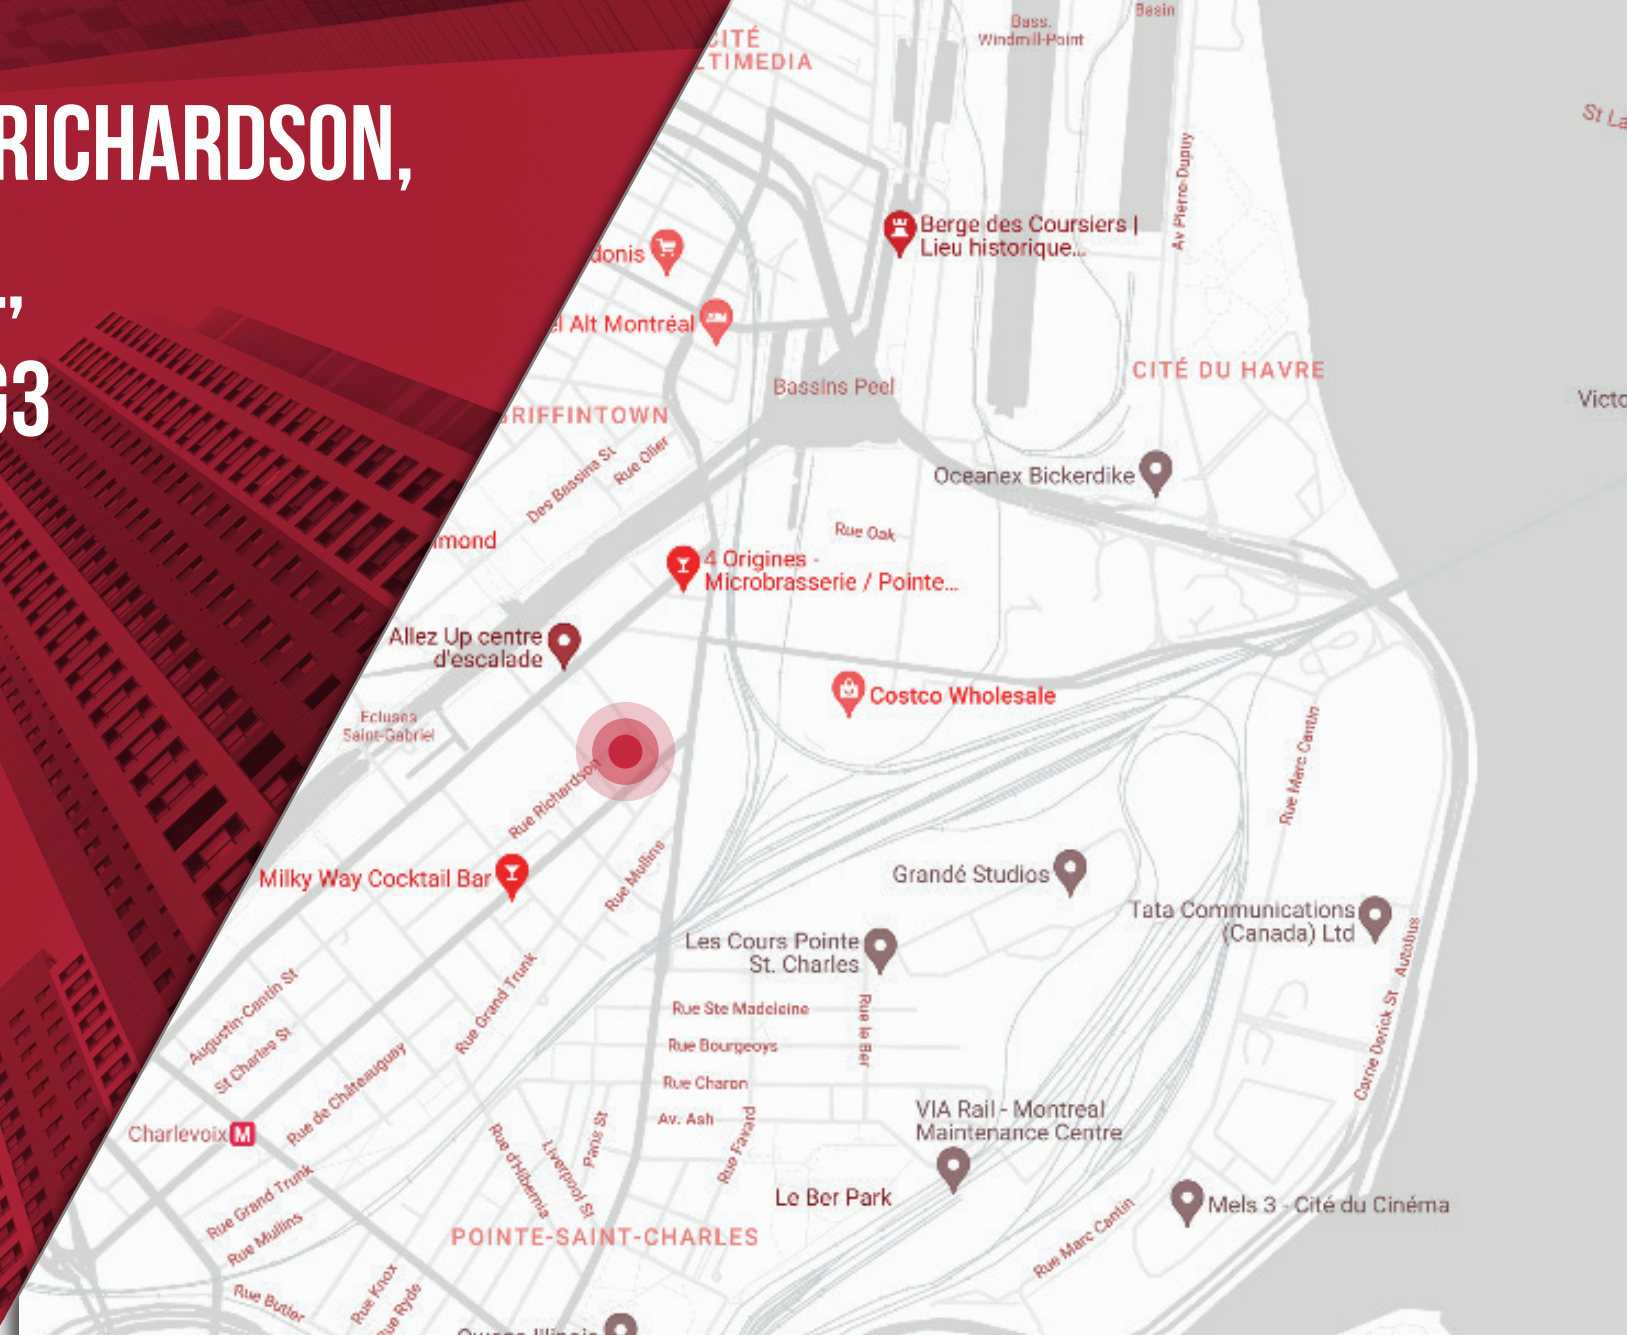 RICHARDSON,
G3
CITÉ
LTIMEDIA
Bass.
Windmill-Point
Basin
St La
Av Pierre-Dupuy
Berge des Coursiers |
Lieu historique...
donis
el Alt Montréal
Bassins Peel
CITÉ DU HAVRE
Victo
GRIFFINTOWN
Des Bassins St
Rue Olier
Oceanex Bickerdike
Rue Oak
mond
4 Origines -
Microbrasserie / Pointe...
Allez Up centre
d'escalade
Costco Wholesale
Ecluses
Saint-Gabriel
Rue Richardson
Rue Marc Cantin
Rue Mullins
Milky Way Cocktail Bar
Grandé Studios
Tata Communications
(Canada) Ltd
Les Cours Pointe
St. Charles
Autobus
Carrie Derick St
Augustin-Cantin St
St Charles St
Rue Grand Trunk
Rue Ste Madeleine
Rue le Ber
Rue Bourgeoys
Rue de Châteauguay
Rue Charon
Av. Ash
Rue Favard
Charlevoix M
Rue d'Hibernia
Liverpool St
Paris St
VIA Rail - Montreal
Maintenance Centre
Le Ber Park
Mels 3 - Cité du Cinéma
Rue Grand Trunk
Rue Mullins
POINTE-SAINT-CHARLES
Rue Marc Cantin
Rue Butler
Rue Knox
Rue Ryde
Owens Illinois